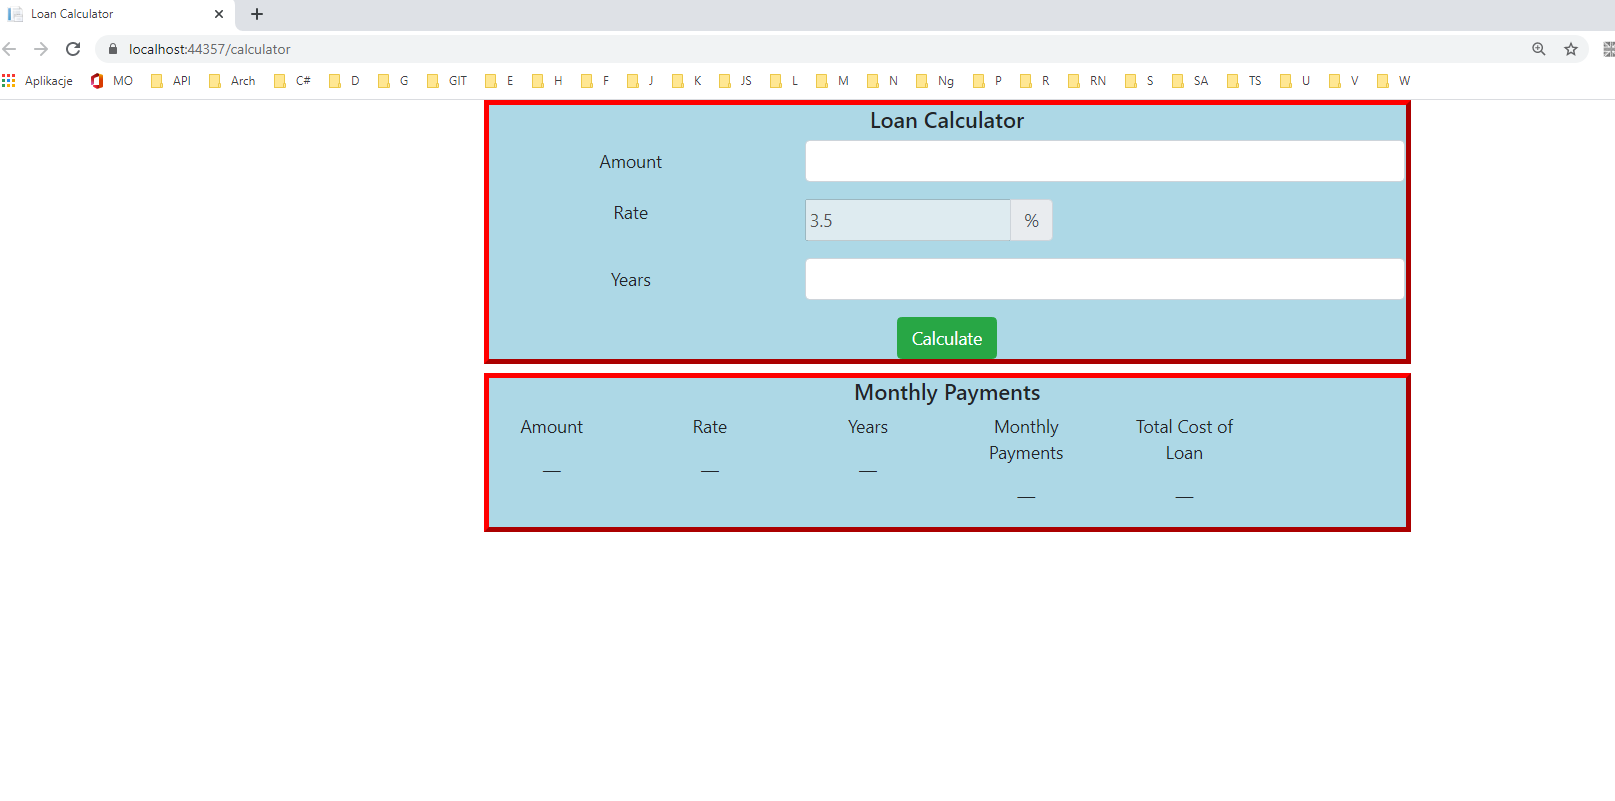 Loan Calculator
localhost:44357/calculator
Aplikacje MO API Arch C# D G GIT E H F J K JS L M N Ng P R RN S SA TS U V W
Loan Calculator
Amount
Rate
3.5 %
Years
Calculate
Monthly Payments
Amount Rate Years Monthly Payments Total Cost of Loan
— — — — —